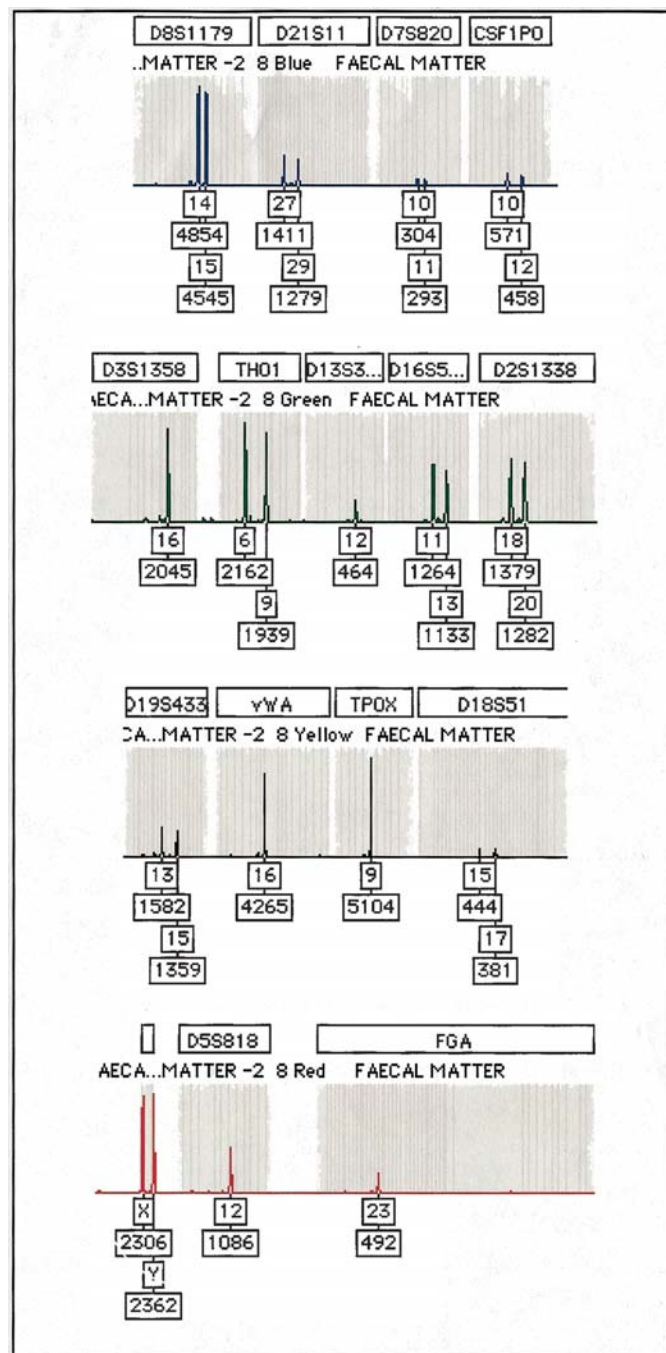 D8S1179 D21S11 D7S820 CSF1PO
..MATTER -2 8 Blue FAECAL MATTER
14 27 10 10
4854 1411 304 571
15 29 11 12
4545 1279 293 458
D3S1358 TH01 D13S3... D16S5... D2S1338
AECA...MATTER -2 8 Green FAECAL MATTER
16 6 12 11 18
2045 2162 464 1264 1379
9 13 20
1939 1133 1282
D19S433 vWA TPOX D18S51
CA...MATTER -2 8 Yellow FAECAL MATTER
13 16 9 15
1582 4265 5104 444
15 17
1359 381
D5S818 FGA
AECA...MATTER -2 8 Red FAECAL MATTER
X 12 23
2306 1086 492
Y
2362